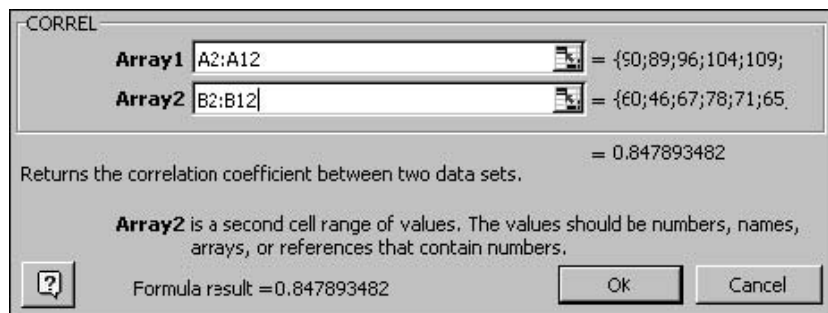 CORREL
Array1 A2:A12 = {90;89;96;104;109;
Array2 B2:B12 = {60;46;67;78;71;65
= 0.847893482
Returns the correlation coefficient between two data sets.
Array2 is a second cell range of values. The values should be numbers, names,
arrays, or references that contain numbers.
Formula result =0.847893482
OK
Cancel